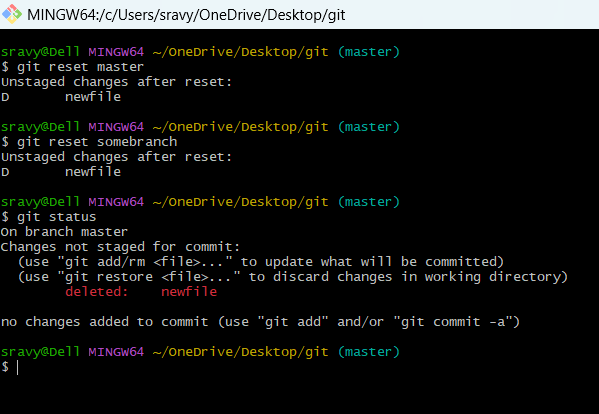 MINGW64:/c/Users/sravy/OneDrive/Desktop/git
sravy@Dell MINGW64 ~/OneDrive/Desktop/git (master)
$ git reset master
Unstaged changes after reset:
D       newfile
sravy@Dell MINGW64 ~/OneDrive/Desktop/git (master)
$ git reset somebranch
Unstaged changes after reset:
D       newfile
sravy@Dell MINGW64 ~/OneDrive/Desktop/git (master)
$ git status
On branch master
Changes not staged for commit:
  (use "git add/rm <file>..." to update what will be committed)
  (use "git restore <file>..." to discard changes in working directory)
        deleted:    newfile
no changes added to commit (use "git add" and/or "git commit -a")
sravy@Dell MINGW64 ~/OneDrive/Desktop/git (master)
$